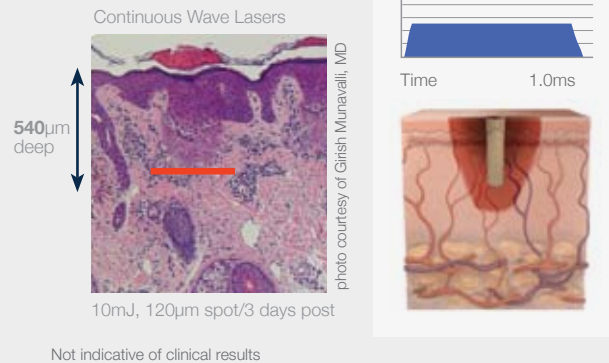 Continuous Wave Lasers
540μm
deep
photo courtesy of Girish Munavalli, MD
10mJ, 120μm spot/3 days post
Not indicative of clinical results
Time 1.0ms